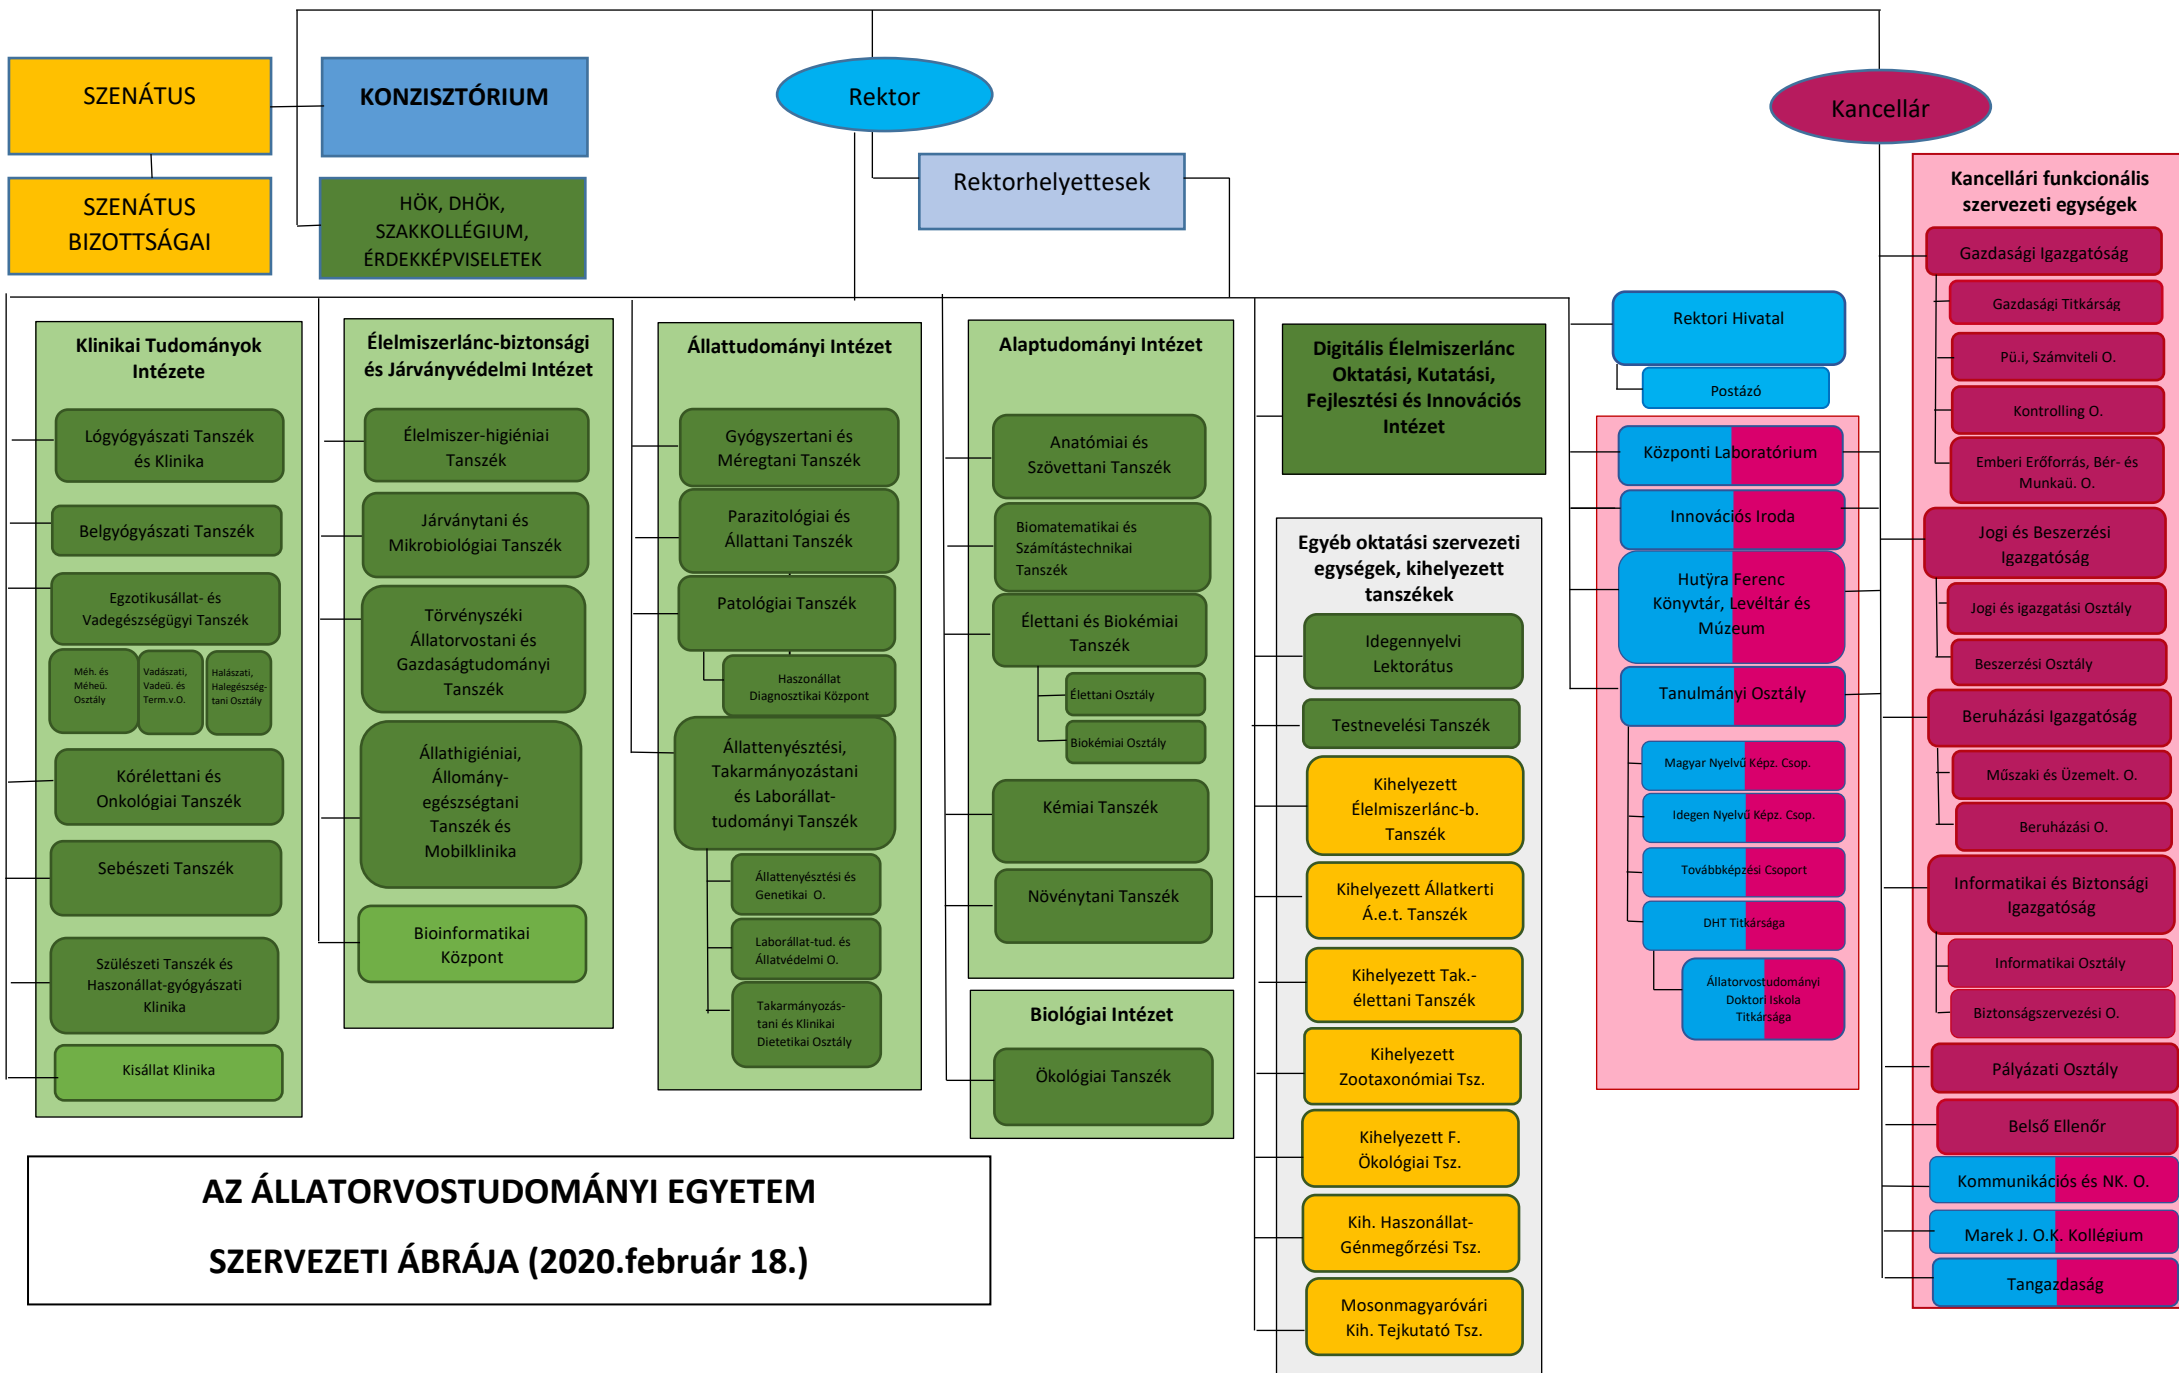 SZENÁTUS
KONZISZTÓRIUM
Rektor
Kancellár
Rektorhelyettesek
SZENÁTUS
BIZOTTSÁGAI
HÖK, DHÖK,
SZAKKOLLÉGIUM,
ÉRDEKKÉPVISELETEK
Klinikai Tudományok
Intézete
Lógyógyászati Tanszék
és Klinika
Belgyógyászati Tanszék
Egzotikusállat- és
Vadegészségügyi Tanszék
Méh. és
Méheü.
Osztály
Vadászati,
Vadeü. és
Term.v.O.
Halászati,
Halegészség-
tani Osztály
Kórélettani és
Onkológiai Tanszék
Sebészeti Tanszék
Szülészeti Tanszék és
Haszonállat-gyógyászati
Klinika
Kisállat Klinika
Élelmiszerlánc-biztonsági
és Járványvédelmi Intézet
Élelmiszer-higiéniai
Tanszék
Járványtani és
Mikrobiológiai Tanszék
Törvényszéki
Állatorvostani és
Gazdaságtudományi
Tanszék
Állathigiéniai,
Állomány-
egészségtani
Tanszék és
Mobilklinika
Bioinformatikai
Központ
Állattudományi Intézet
Gyógyszertani és
Méregtani Tanszék
Parazitológiai és
Állattani Tanszék
Patológiai Tanszék
Haszonállat
Diagnosztikai Központ
Állattenyésztési,
Takarmányozástani
és Laborállat-
tudományi Tanszék
Állattenyésztési és
Genetikai O.
Laborállat-tud. és
Állatvédelmi O.
Takarmányozás-
tani és Klinikai
Dietetikai Osztály
Alaptudományi Intézet
Anatómiai és
Szövettani Tanszék
Biomatematikai és
Számítástechnikai
Tanszék
Élettani és Biokémiai
Tanszék
Élettani Osztály
Biokémiai Osztály
Kémiai Tanszék
Növénytani Tanszék
Biológiai Intézet
Ökológiai Tanszék
Digitális Élelmiszerlánc
Oktatási, Kutatási,
Fejlesztési és Innovációs
Intézet
Egyéb oktatási szervezeti
egységek, kihelyezett
tanszékek
Idegennyelvi
Lektorátus
Testnevelési Tanszék
Kihelyezett
Élelmiszerlánc-b.
Tanszék
Kihelyezett Állatkerti
Á.e.t. Tanszék
Kihelyezett Tak.-
élettani Tanszék
Kihelyezett
Zootaxonómiai Tsz.
Kihelyezett F.
Ökológiai Tsz.
Kih. Haszonállat-
Génmegőrzési Tsz.
Mosonmagyaróvári
Kih. Tejkutató Tsz.
Rektori Hivatal
Postázó
Központi Laboratórium
Innovációs Iroda
Hutÿra Ferenc
Könyvtár, Levéltár és
Múzeum
Tanulmányi Osztály
Magyar Nyelvű Képz. Csop.
Idegen Nyelvű Képz. Csop.
Továbbképzési Csoport
DHT Titkársága
Állatorvostudományi
Doktori Iskola
Titkársága
Kancellári funkcionális
szervezeti egységek
Gazdasági Igazgatóság
Gazdasági Titkárság
Pü.i, Számviteli O.
Kontrolling O.
Emberi Erőforrás, Bér- és
Munkaü. O.
Jogi és Beszerzési
Igazgatóság
Jogi és igazgatási Osztály
Beszerzési Osztály
Beruházási Igazgatóság
Műszaki és Üzemelt. O.
Beruházási O.
Informatikai és Biztonsági
Igazgatóság
Informatikai Osztály
Biztonságszervezési O.
Pályázati Osztály
Belső Ellenőr
Kommunikációs és NK. O.
Marek J. O.K. Kollégium
Tangazdaság
AZ ÁLLATORVOSTUDOMÁNYI EGYETEM
SZERVEZETI ÁBRÁJA (2020.február 18.)